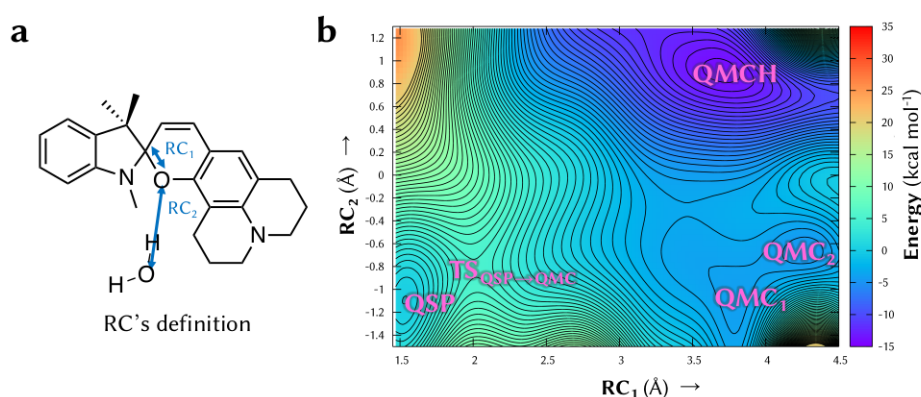 a
RC₁
N
O
RC₂
H
H
O
N
RC's definition
b
RC₂ (Å) →
1.2
1
0.8
0.6
0.4
0.2
0
-0.2
-0.4
-0.6
-0.8
-1
-1.2
-1.4
QMCH
QMC₂
TS QSP→QMC
QSP
QMC₁
1.5
2
2.5
3
3.5
4
4.5
RC₁ (Å) →
35
30
25
20
15
10
5
0
-5
-10
-15
Energy (kcal mol⁻¹)